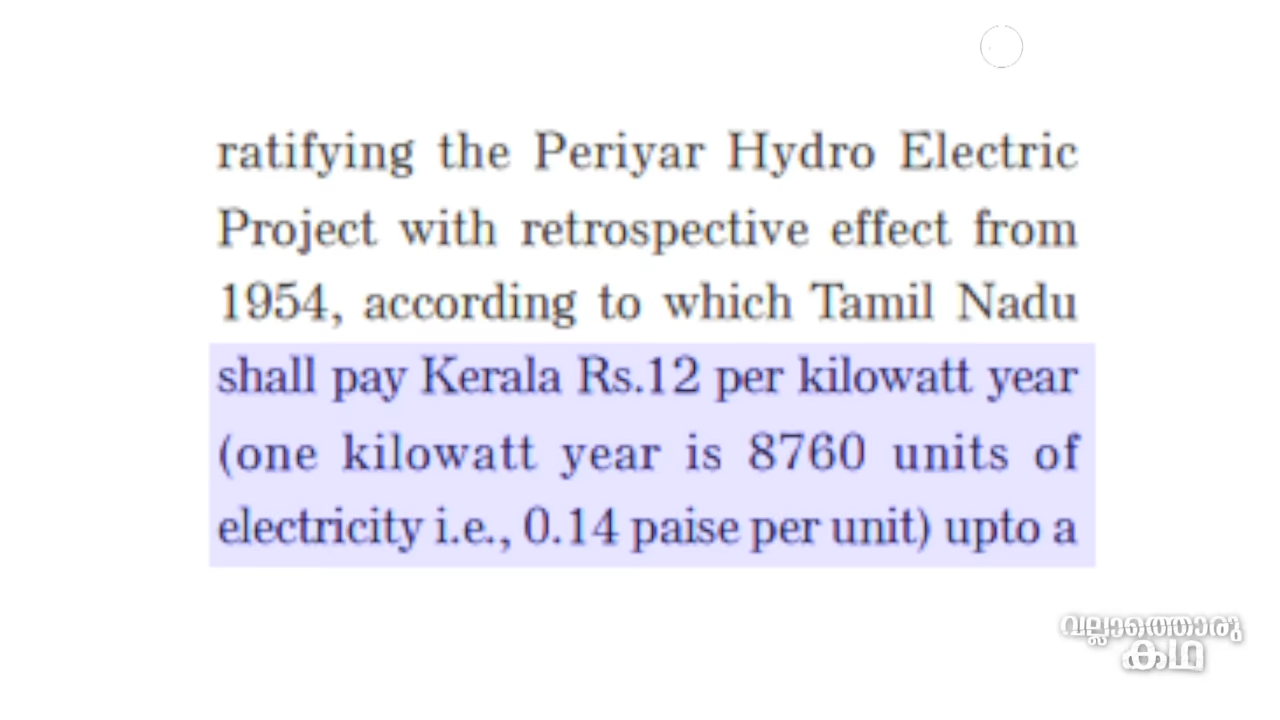 ratifying the Periyar Hydro Electric
Project with retrospective effect from
1954, according to which Tamil Nadu
shall pay Kerala Rs.12 per kilowatt year
(one kilowatt year is 8760 units of
electricity i.e., 0.14 paise per unit) upto a
വല്ലാത്തൊരു
കഥ